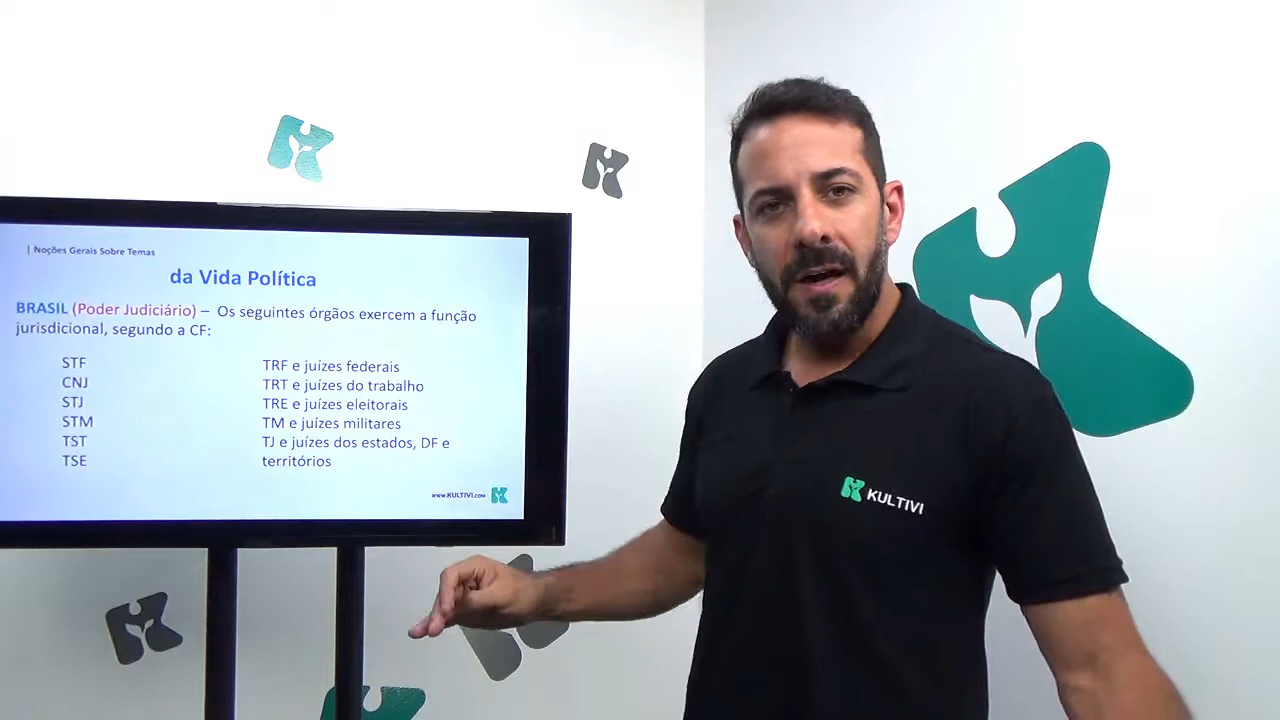 | Noções Gerais Sobre Temas
da Vida Política
BRASIL (Poder Judiciário) – Os seguintes órgãos exercem a função
jurisdicional, segundo a CF:
STF
CNJ
STJ
STM
TST
TSE
TRF e juízes federais
TRT e juízes do trabalho
TRE e juízes eleitorais
TM e juízes militares
TJ e juízes dos estados, DF e
territórios
www.KULTIVI.com
KULTIVI